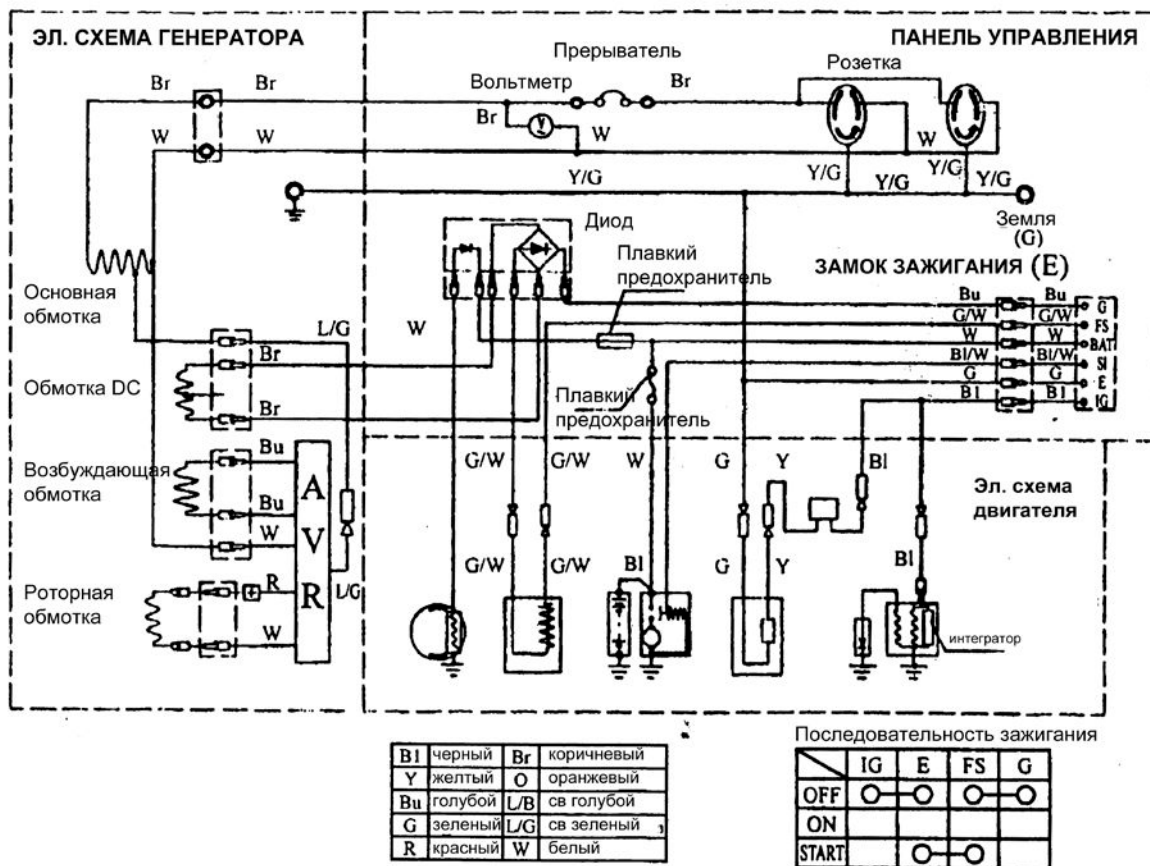 ЭЛ. СХЕМА ГЕНЕРАТОРА
ПАНЕЛЬ УПРАВЛЕНИЯ
Прерыватель
Вольтметр
Розетка
Br
Br
Br
Br
V
W
W
W
W
Y/G
Y/G
Y/G
Y/G
Y/G
Земля
(G)
Диод
Плавкий
предохранитель
ЗАМОК ЗАЖИГАНИЯ (E)
Основная
обмотка
L/G
W
Bu
Bu
G
G/W
G/W
FS
W
W
BAT
Bl/W
Bl/W
SI
G
G
E
Bl
Bl
IG
Обмотка DC
Br
Br
Плавкий
предохранитель
Возбуждающая
обмотка
Bu
Bu
W
A
V
R
L/G
Роторная
обмотка
R
W
G/W
G/W
W
G
Y
Bl
Эл. схема
двигателя
G/W
G/W
Bl
G
Y
Bl
интегратор
Bl черный Br коричневый
Y желтый O оранжевый
Bu голубой L/B св голубой
G зеленый L/G св зеленый ,
R красный W белый
Последовательность зажигания
IG E FS G
OFF
ON
START